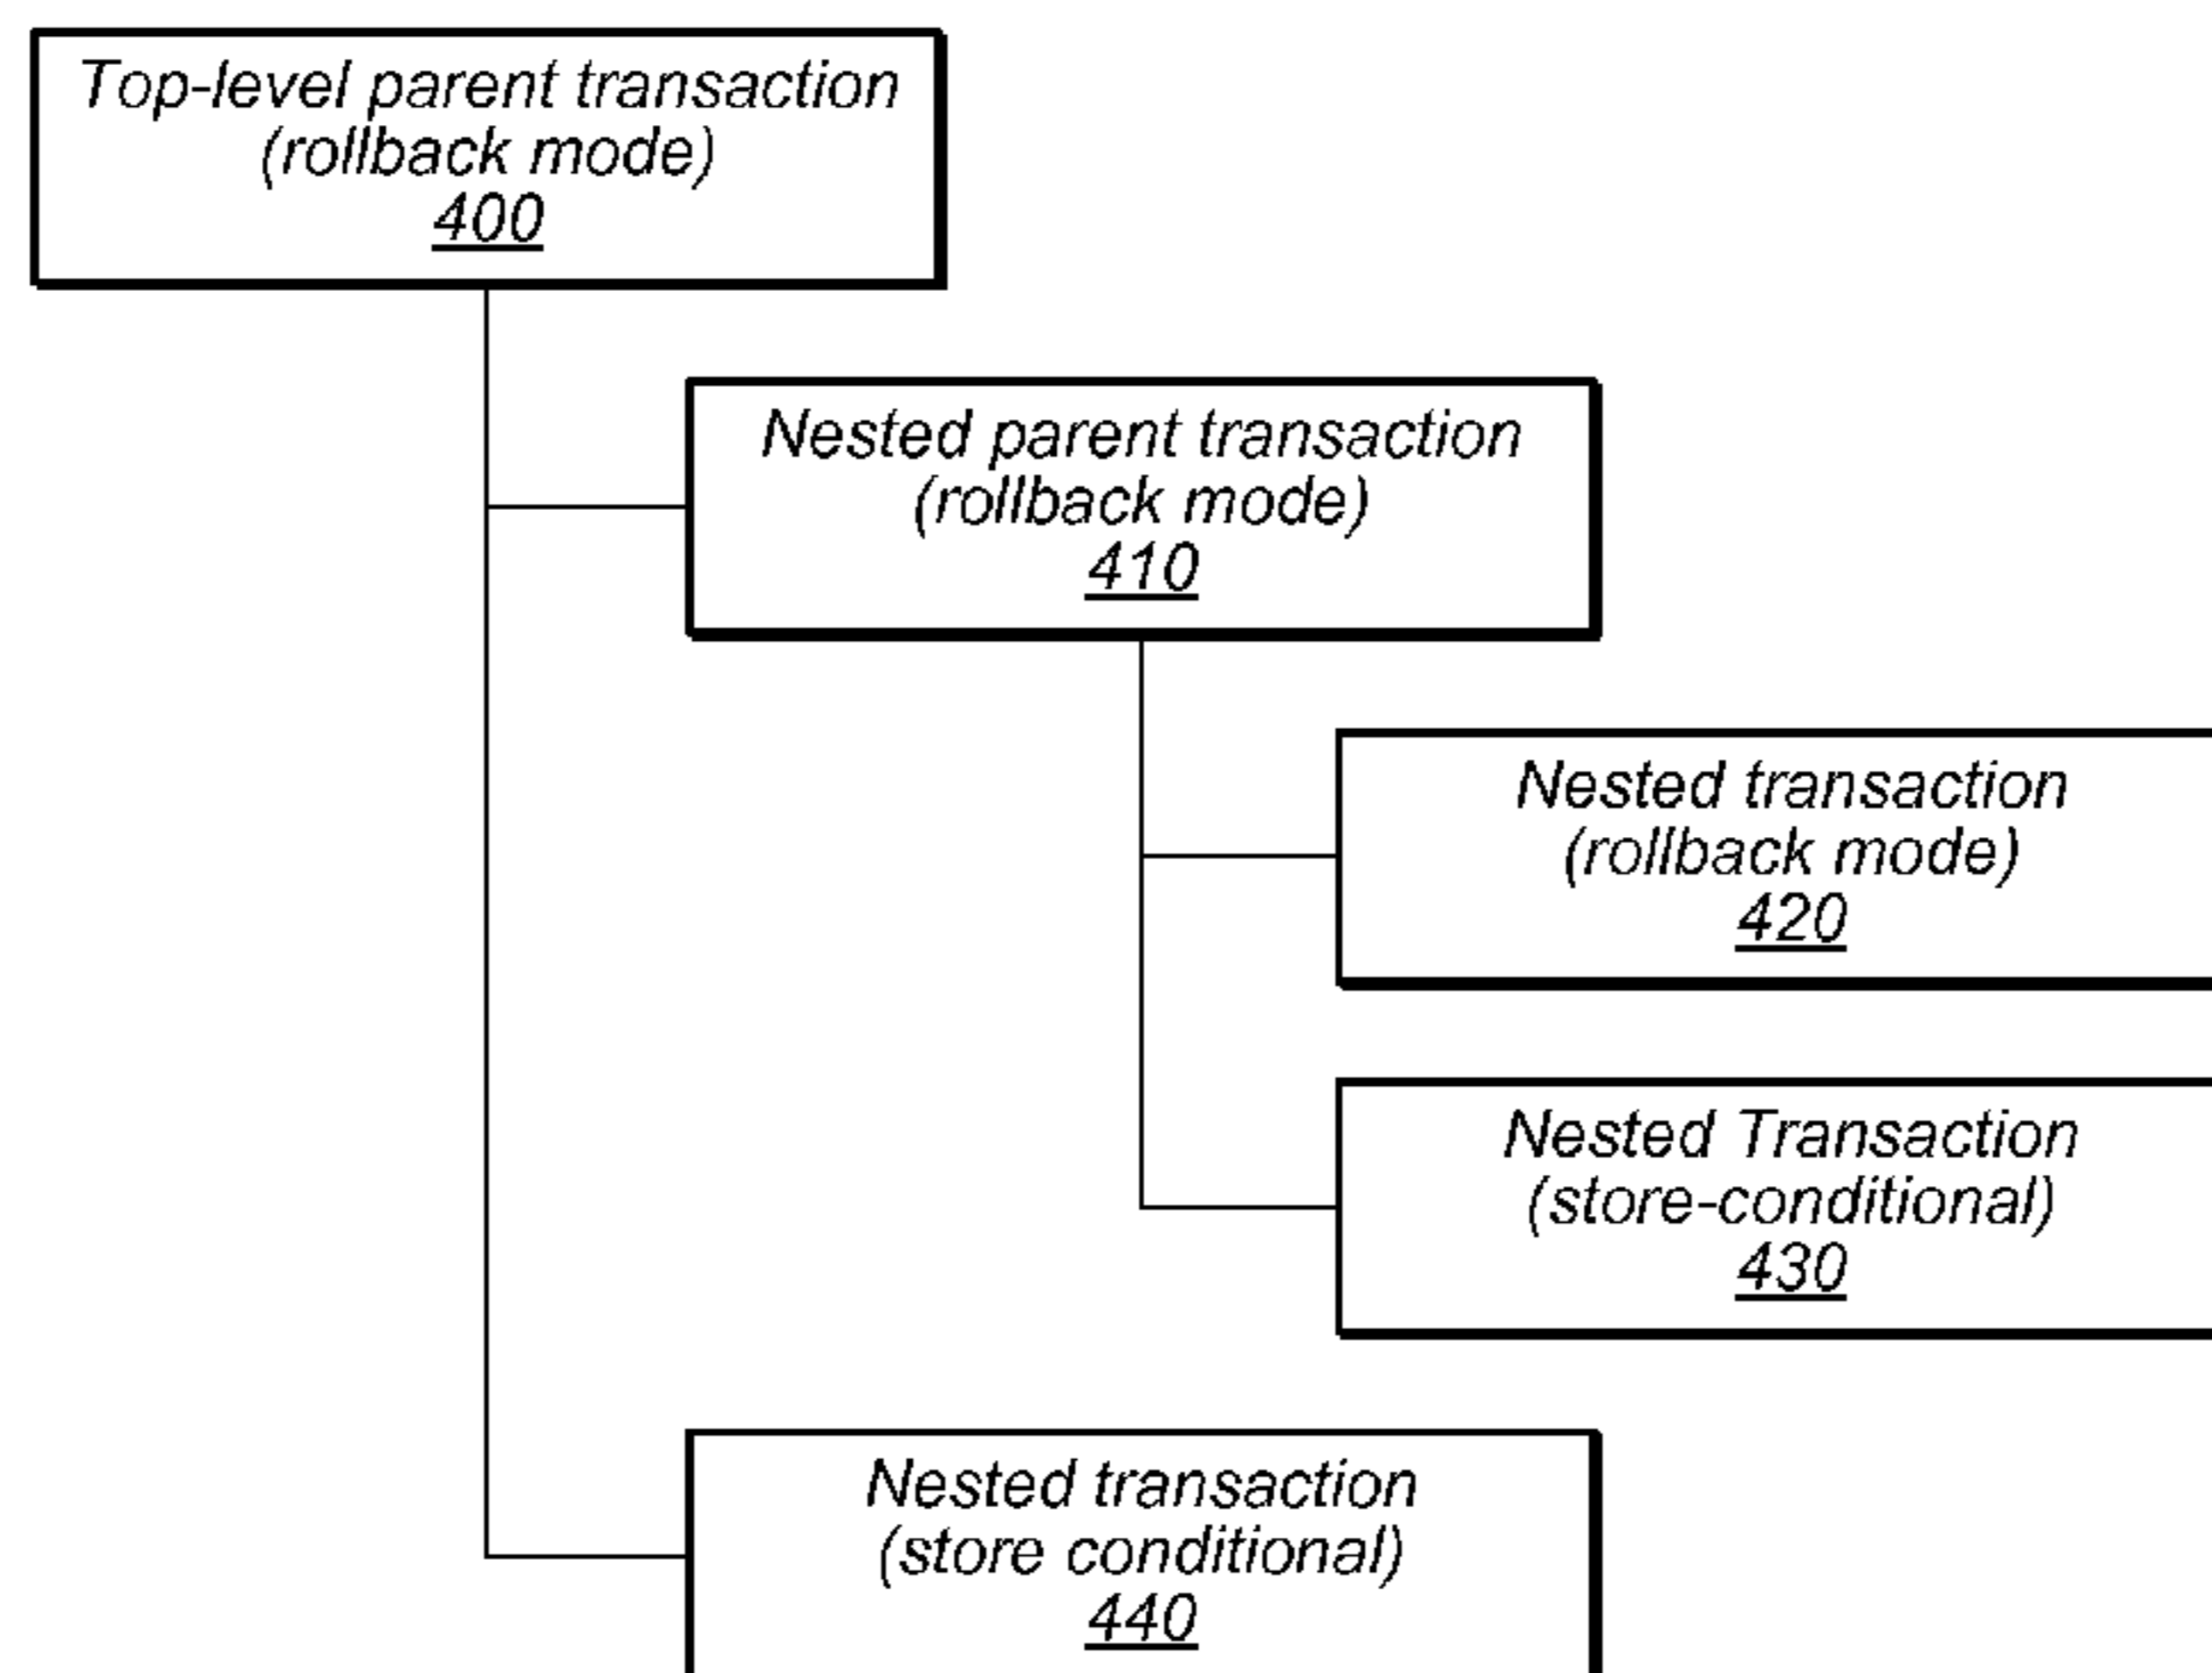 Top-level parent transaction
(rollback mode)
400
Nested parent transaction
(rollback mode)
410
Nested transaction
(rollback mode)
420
Nested Transaction
(store-conditional)
430
Nested transaction
(store conditional)
440